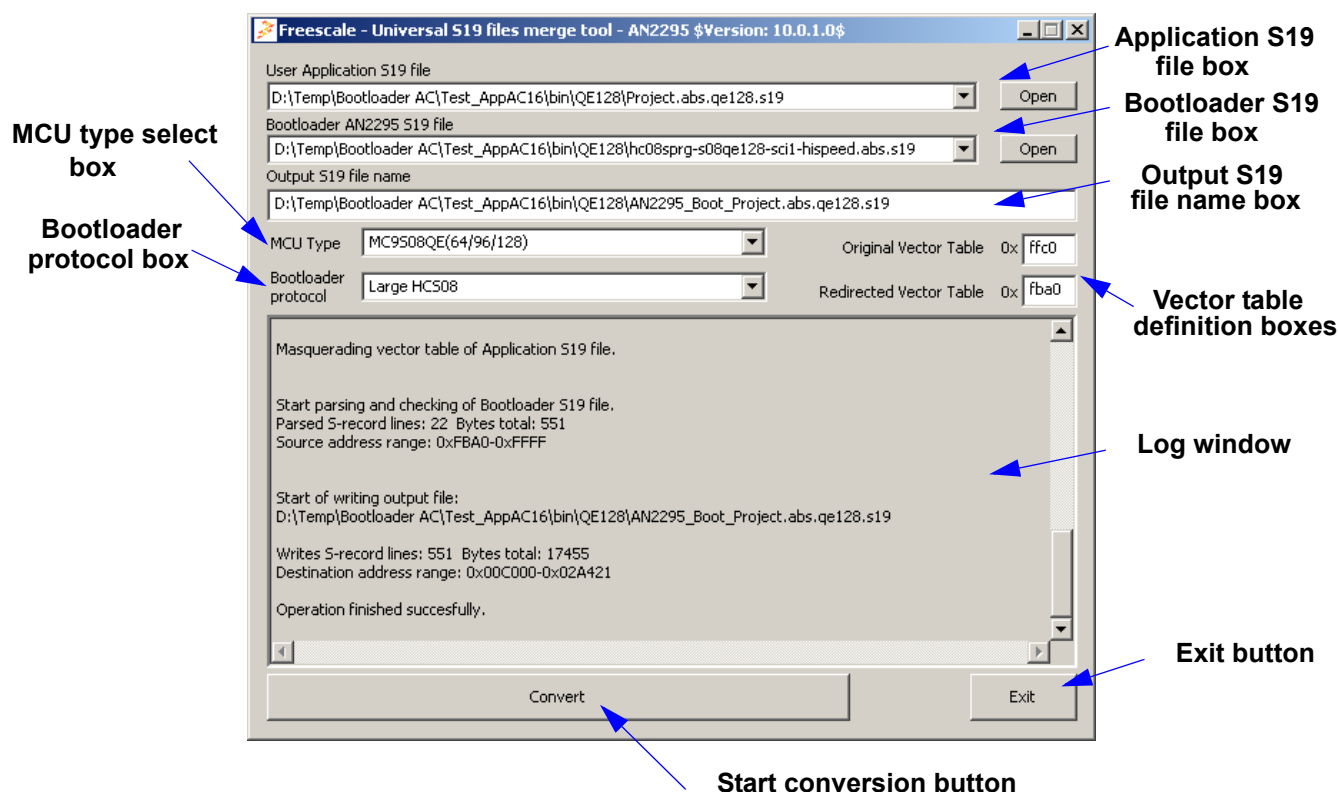 Freescale - Universal S19 files merge tool - AN2295 $Version: 10.0.1.0$
Application S19
file box
User Application S19 file
D:\Temp\Bootloader AC\Test_AppAC16\bin\QE128\Project.abs.qe128.s19
Open
Bootloader S19
file box
Bootloader AN2295 S19 file
D:\Temp\Bootloader AC\Test_AppAC16\bin\QE128\hc08sprg-s08qe128-sci1-hispeed.abs.s19
Open
MCU type select
box
Output S19 file name
D:\Temp\Bootloader AC\Test_AppAC16\bin\QE128\AN2295_Boot_Project.abs.qe128.s19
Output S19
file name box
Bootloader
protocol box
MCU Type
MC9S08QE(64/96/128)
Original Vector Table 0x ffc0
Bootloader
protocol
Large HCS08
Redirected Vector Table 0x fba0
Vector table
definition boxes
Masquerading vector table of Application S19 file.
Start parsing and checking of Bootloader S19 file.
Parsed S-record lines: 22 Bytes total: 551
Source address range: 0xFBA0-0xFFFF
Log window
Start of writing output file:
D:\Temp\Bootloader AC\Test_AppAC16\bin\QE128\AN2295_Boot_Project.abs.qe128.s19
Writes S-record lines: 551 Bytes total: 17455
Destination address range: 0x00C000-0x02A421
Operation finished succesfully.
Exit button
Convert
Exit
Start conversion button